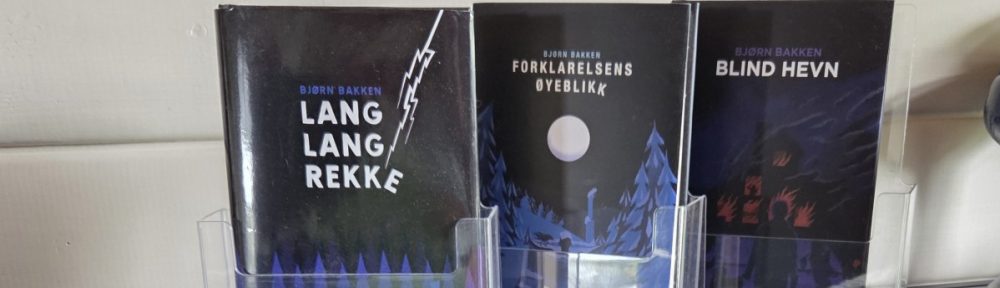 BJØRN BAKKEN
LANG
LANG
REKKE
BJØRN BAKKEN
FORKLARELSENS
ØYEBLIKK
BJØRN BAKKEN
BLIND HEVN